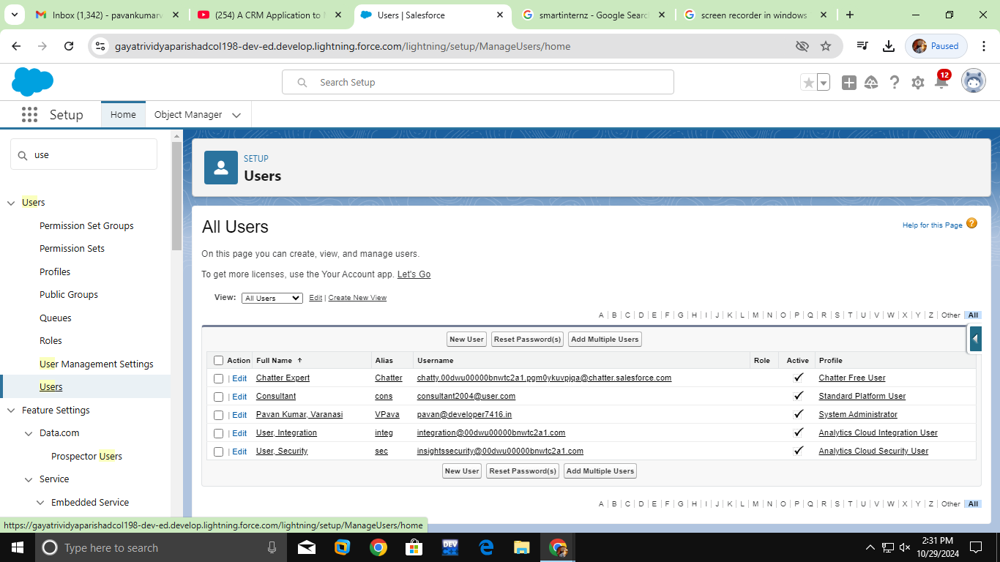 Inbox (1,342) - pavankumarv
(254) A CRM Application to M
Users | Salesforce
smartinternz - Google Search
screen recorder in windows
gayatrividyaparishadcol198-dev-ed.develop.lightning.force.com/lightning/setup/ManageUsers/home
Paused
Search Setup
12
Setup
Home
Object Manager
use
SETUP
Users
Users
Permission Set Groups
Permission Sets
Profiles
Public Groups
Queues
Roles
User Management Settings
Users
Feature Settings
Data.com
Prospector Users
Service
Embedded Service
All Users
Help for this Page ?
On this page you can create, view, and manage users.
To get more licenses, use the Your Account app. Let's Go
View: All Users Edit | Create New View
A | B | C | D | E | F | G | H | I | J | K | L | M | N | O | P | Q | R | S | T | U | V | W | X | Y | Z | Other | All
New User Reset Password(s) Add Multiple Users
Action Full Name ↑ Alias Username Role Active Profile
| Edit Chatter Expert Chatter chatty.00dwu00000bnwtc2a1.pgm0ykuvpjqa@chatter.salesforce.com ✓ Chatter Free User
| Edit Consultant cons consultant2004@user.com ✓ Standard Platform User
| Edit Pavan Kumar, Varanasi VPava pavan@developer7416.in ✓ System Administrator
| Edit User, Integration integ integration@00dwu00000bnwtc2a1.com ✓ Analytics Cloud Integration User
| Edit User, Security sec insightssecurity@00dwu00000bnwtc2a1.com ✓ Analytics Cloud Security User
New User Reset Password(s) Add Multiple Users
A | B | C | D | E | F | G | H | I | J | K | L | M | N | O | P | Q | R | S | T | U | V | W | X | Y | Z | Other | All
https://gayatrividyaparishadcol198-dev-ed.develop.lightning.force.com/lightning/setup/ManageUsers/home
Type here to search
DEV
2:31 PM
10/29/2024